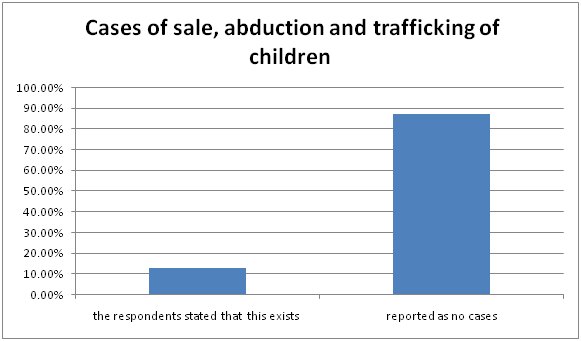 Cases of sale, abduction and trafficking of
children
100.00%
90.00%
80.00%
70.00%
60.00%
50.00%
40.00%
30.00%
20.00%
10.00%
0.00%
the respondents stated that this exists
reported as no cases